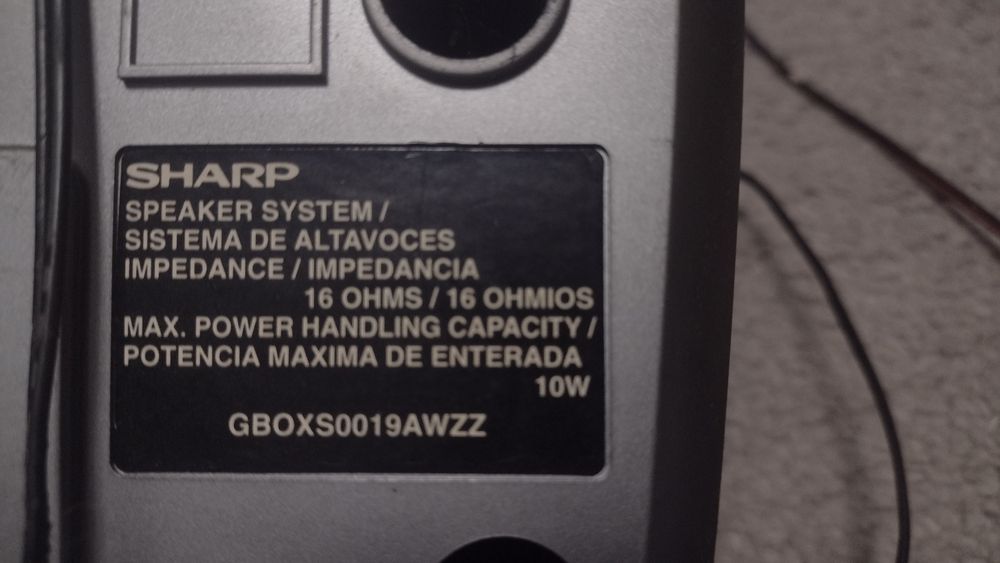 SHARP
SPEAKER SYSTEM /
SISTEMA DE ALTAVOCES
IMPEDANCE / IMPEDANCIA
16 OHMS / 16 OHMIOS
MAX. POWER HANDLING CAPACITY /
POTENCIA MAXIMA DE ENTERADA
10W
GBOXS0019AWZZ